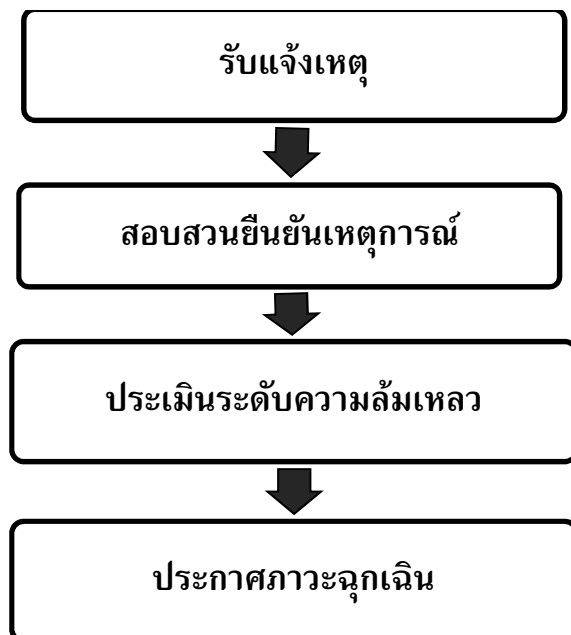 รับแจ้งเหตุ
สอบสวนยืนยันเหตุการณ์
ประเมินระดับความล้มเหลว
ประกาศภาวะฉุกเฉิน